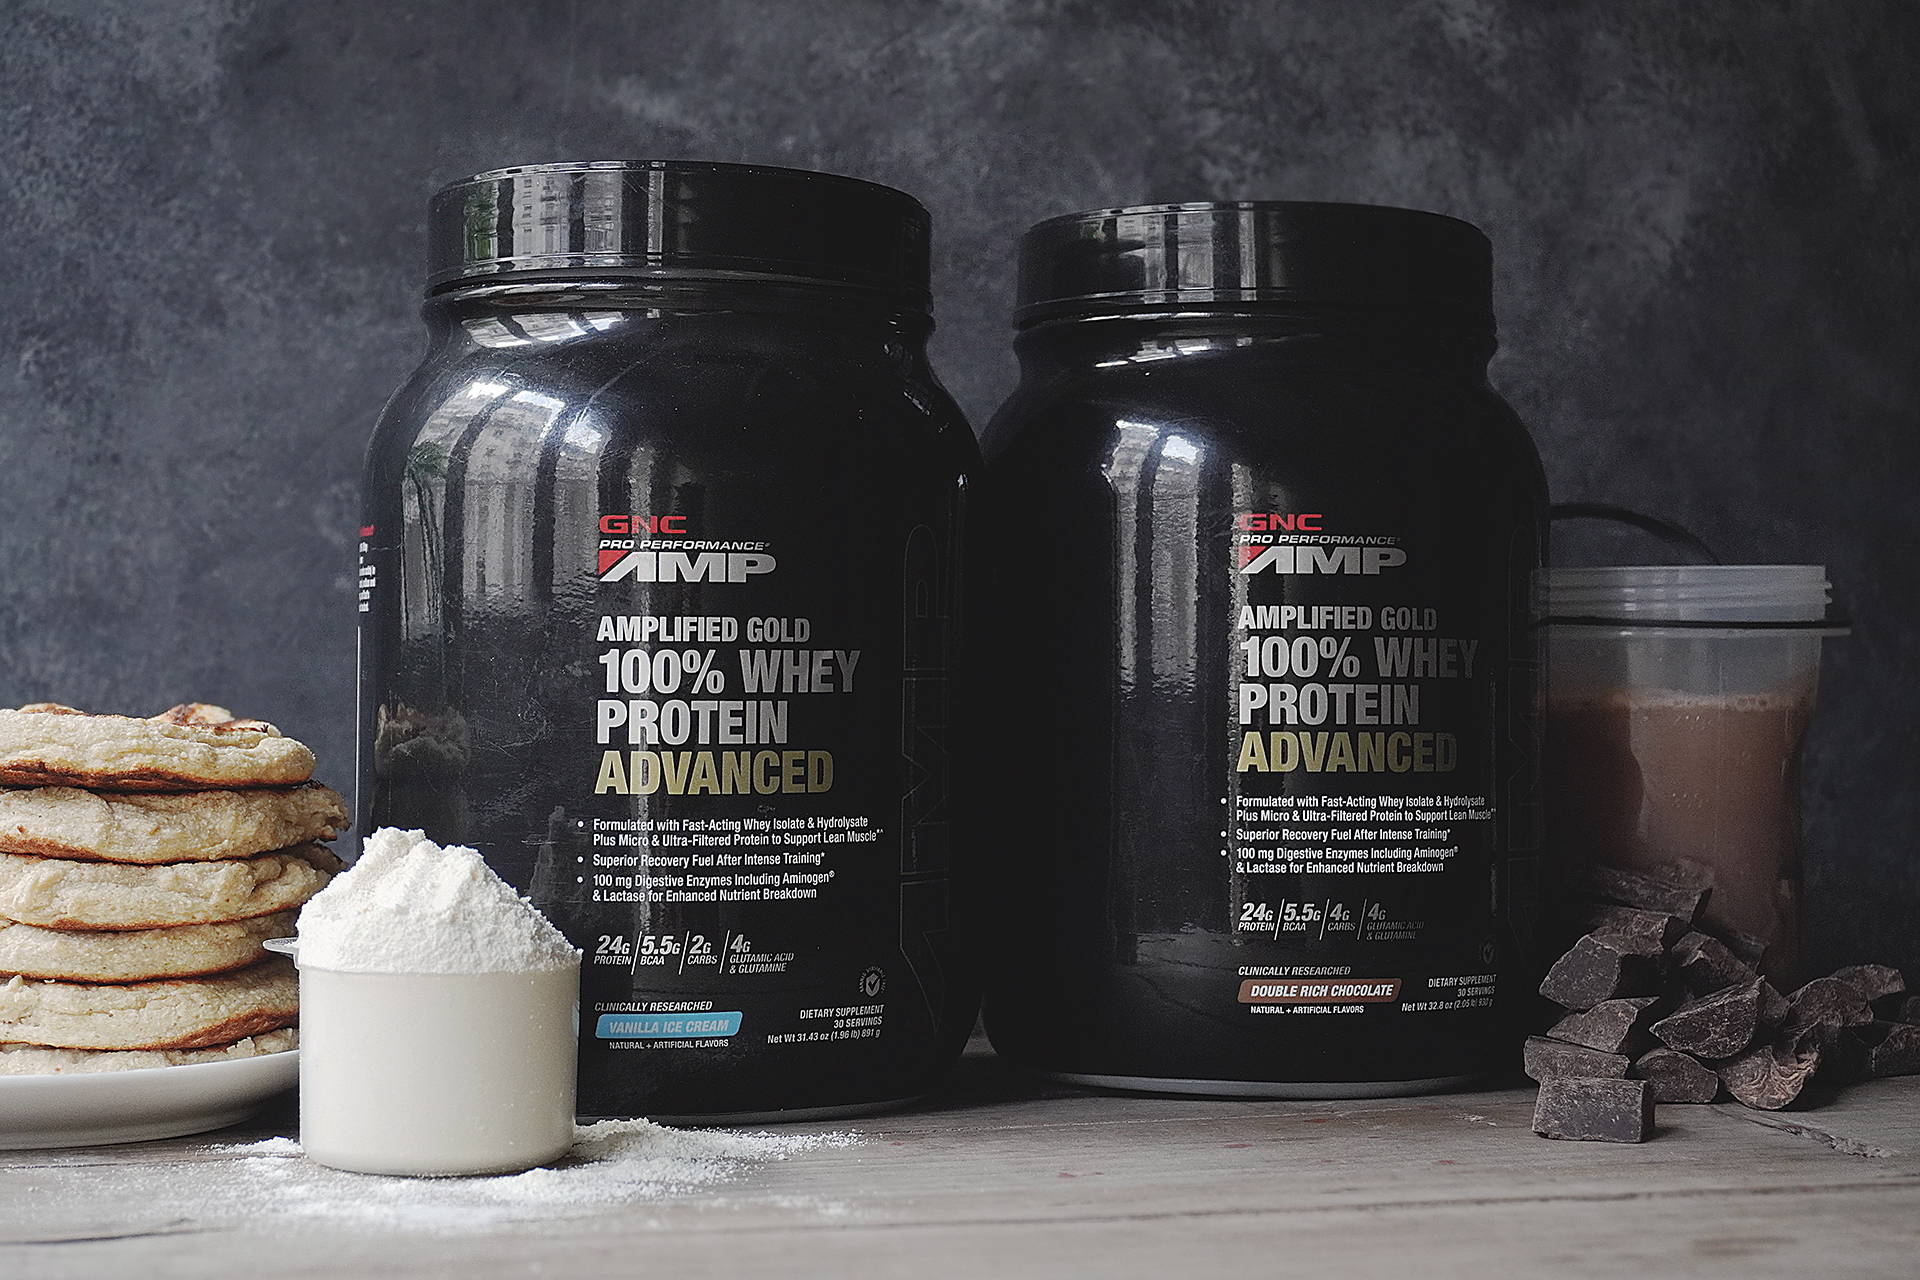 GNC
PRO PERFORMANCE®
AMP
AMPLIFIED GOLD
100% WHEY
PROTEIN
ADVANCED
• Formulated with Fast-Acting Whey Isolate & Hydrolysate
Plus Micro & Ultra-Filtered Protein to Support Lean Muscle*^
• Superior Recovery Fuel After Intense Training*
• 100 mg Digestive Enzymes Including Aminogen®
& Lactase for Enhanced Nutrient Breakdown
24G 5.5G 2G 4G
PROTEIN BCAA CARBS GLUTAMIC ACID
& GLUTAMINE
CLINICALLY RESEARCHED
VANILLA ICE CREAM
NATURAL + ARTIFICIAL FLAVORS
DIETARY SUPPLEMENT
30 SERVINGS
Net Wt 31.43 oz (1.96 lb) 891 g
AMP
GNC
PRO PERFORMANCE®
AMP
AMPLIFIED GOLD
100% WHEY
PROTEIN
ADVANCED
• Formulated with Fast-Acting Whey Isolate & Hydrolysate
Plus Micro & Ultra-Filtered Protein to Support Lean Muscle*^
• Superior Recovery Fuel After Intense Training*
• 100 mg Digestive Enzymes Including Aminogen®
& Lactase for Enhanced Nutrient Breakdown
24G 5.5G 4G 4G
PROTEIN BCAA CARBS GLUTAMIC ACID
& GLUTAMINE
CLINICALLY RESEARCHED
DOUBLE RICH CHOCOLATE
NATURAL + ARTIFICIAL FLAVORS
DIETARY SUPPLEMENT
30 SERVINGS
Net Wt 32.8 oz (2.05 lb) 930 g